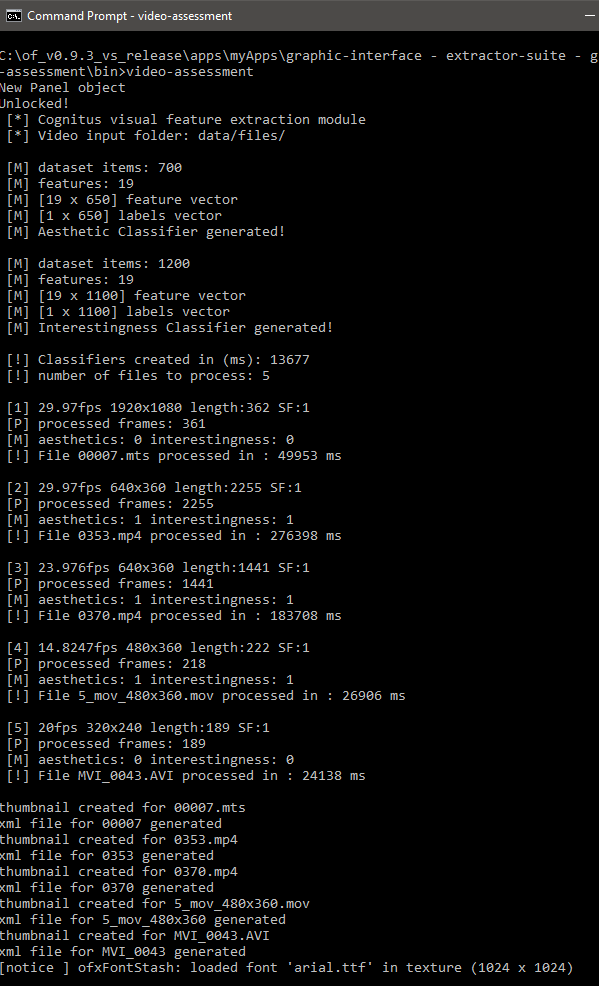 Command Prompt - video-assessment
C:\of_v0.9.3_vs_release\apps\myApps\graphic-interface - extractor-suite - g
-assessment\bin>video-assessment
New Panel object
Unlocked!
[*] Cognitus visual feature extraction module
[*] Video input folder: data/files/
[M] dataset items: 700
[M] features: 19
[M] [19 x 650] feature vector
[M] [1 x 650] labels vector
[M] Aesthetic Classifier generated!
[M] dataset items: 1200
[M] features: 19
[M] [19 x 1100] feature vector
[M] [1 x 1100] labels vector
[M] Interestingness Classifier generated!
[!] Classifiers created in (ms): 13677
[!] number of files to process: 5
[1] 29.97fps 1920x1080 length:362 SF:1
[P] processed frames: 361
[M] aesthetics: 0 interestingness: 0
[!] File 00007.mts processed in : 49953 ms
[2] 29.97fps 640x360 length:2255 SF:1
[P] processed frames: 2255
[M] aesthetics: 1 interestingness: 1
[!] File 0353.mp4 processed in : 276398 ms
[3] 23.976fps 640x360 length:1441 SF:1
[P] processed frames: 1441
[M] aesthetics: 1 interestingness: 1
[!] File 0370.mp4 processed in : 183708 ms
[4] 14.8247fps 480x360 length:222 SF:1
[P] processed frames: 218
[M] aesthetics: 1 interestingness: 1
[!] File 5_mov_480x360.mov processed in : 26906 ms
[5] 20fps 320x240 length:189 SF:1
[P] processed frames: 189
[M] aesthetics: 0 interestingness: 0
[!] File MVI_0043.AVI processed in : 24138 ms
thumbnail created for 00007.mts
xml file for 00007 generated
thumbnail created for 0353.mp4
xml file for 0353 generated
thumbnail created for 0370.mp4
xml file for 0370 generated
thumbnail created for 5_mov_480x360.mov
xml file for 5_mov_480x360 generated
thumbnail created for MVI_0043.AVI
xml file for MVI_0043 generated
[notice ] ofxFontStash: loaded font 'arial.ttf' in texture (1024 x 1024)